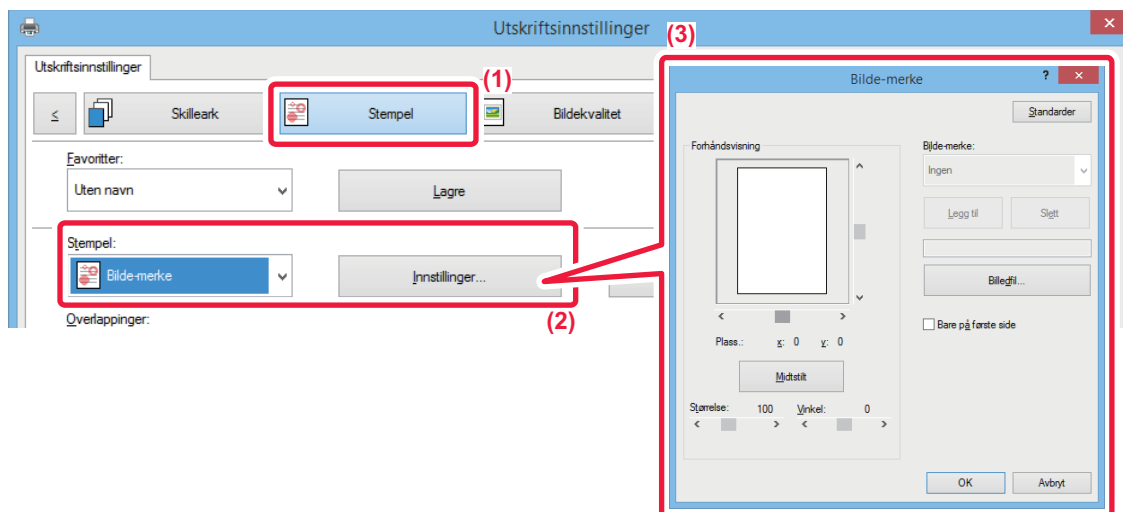 Utskriftsinnstillinger
(3)
Utskriftsinnstillinger
(1)
<
Skilleark
Stempel
Bildekvalitet
Favoritter:
Uten navn
Lagre
Stempel:
Bilde-merke
Innstillinger...
(2)
Overlappinger:
Bilde-merke
?
Standarder
Forhåndsvisning
Bilde-merke:
Ingen
Legg til
Slett
Billedfil...
Bare på første side
Plass.: x: 0 y: 0
Midtstilt
Størrelse: 100 Vinkel: 0
OK
Avbryt